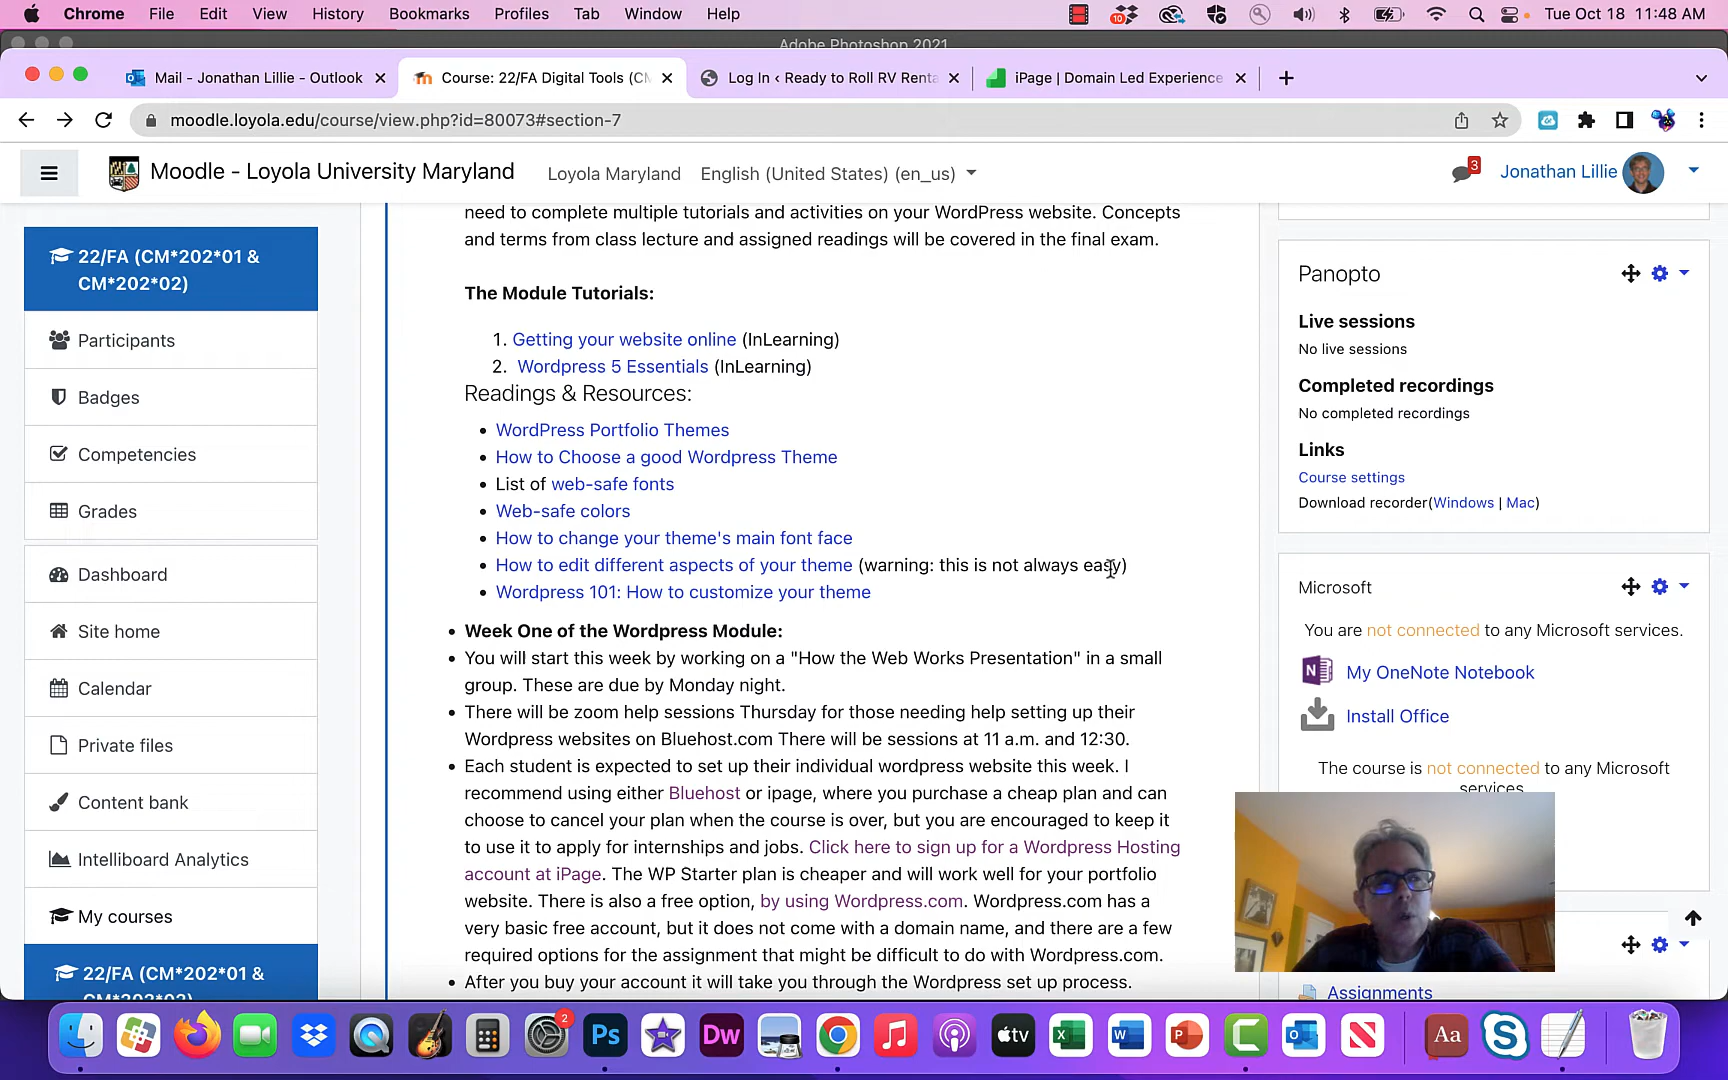 Chrome File Edit View History Bookmarks Profiles Tab Window Help 10 Tue Oct 18 11:48 AM
Adobe Photoshop 2021
Mail - Jonathan Lillie - Outlook Course: 22/FA Digital Tools (CM Log In ‹ Ready to Roll RV Renta iPage | Domain Led Experience
moodle.loyola.edu/course/view.php?id=80073#section-7
Moodle - Loyola University Maryland Loyola Maryland English (United States) (en_us) 3 Jonathan Lillie
22/FA (CM*202*01 &
CM*202*02)
Participants
Badges
Competencies
Grades
Dashboard
Site home
Calendar
Private files
Content bank
Intelliboard Analytics
My courses
22/FA (CM*202*01 &
CM*202*02)
need to complete multiple tutorials and activities on your WordPress website. Concepts
and terms from class lecture and assigned readings will be covered in the final exam.
The Module Tutorials:
1. Getting your website online (InLearning)
2. Wordpress 5 Essentials (InLearning)
Readings & Resources:
• WordPress Portfolio Themes
• How to Choose a good Wordpress Theme
• List of web-safe fonts
• Web-safe colors
• How to change your theme's main font face
• How to edit different aspects of your theme (warning: this is not always easy)
• Wordpress 101: How to customize your theme
• Week One of the Wordpress Module:
• You will start this week by working on a "How the Web Works Presentation" in a small
group. These are due by Monday night.
• There will be zoom help sessions Thursday for those needing help setting up their
Wordpress websites on Bluehost.com There will be sessions at 11 a.m. and 12:30.
• Each student is expected to set up their individual wordpress website this week. I
recommend using either Bluehost or ipage, where you purchase a cheap plan and can
choose to cancel your plan when the course is over, but you are encouraged to keep it
to use it to apply for internships and jobs. Click here to sign up for a Wordpress Hosting
account at iPage. The WP Starter plan is cheaper and will work well for your portfolio
website. There is also a free option, by using Wordpress.com. Wordpress.com has a
very basic free account, but it does not come with a domain name, and there are a few
required options for the assignment that might be difficult to do with Wordpress.com.
• After you buy your account it will take you through the Wordpress set up process.
Panopto
Live sessions
No live sessions
Completed recordings
No completed recordings
Links
Course settings
Download recorder(Windows | Mac)
Microsoft
You are not connected to any Microsoft services.
N My OneNote Notebook
Install Office
The course is not connected to any Microsoft
services.
Assignments
2 Ps Dw tv X W P C O N Aa S